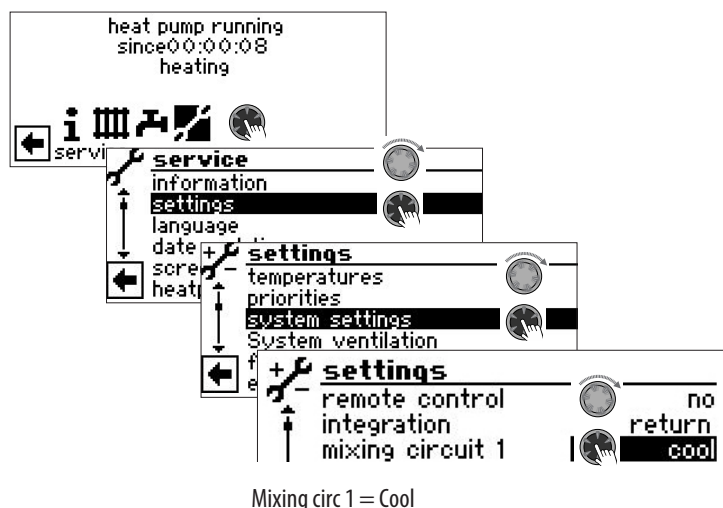 heat pump running
since00:00:08
heating
servi
service
information
settings
language
date
scre
heatp
settings
temperatures
priorities
system settings
System ventilation
f
e
settings
remote control no
integration return
mixing circuit 1 cool
Mixing circ 1 = Cool